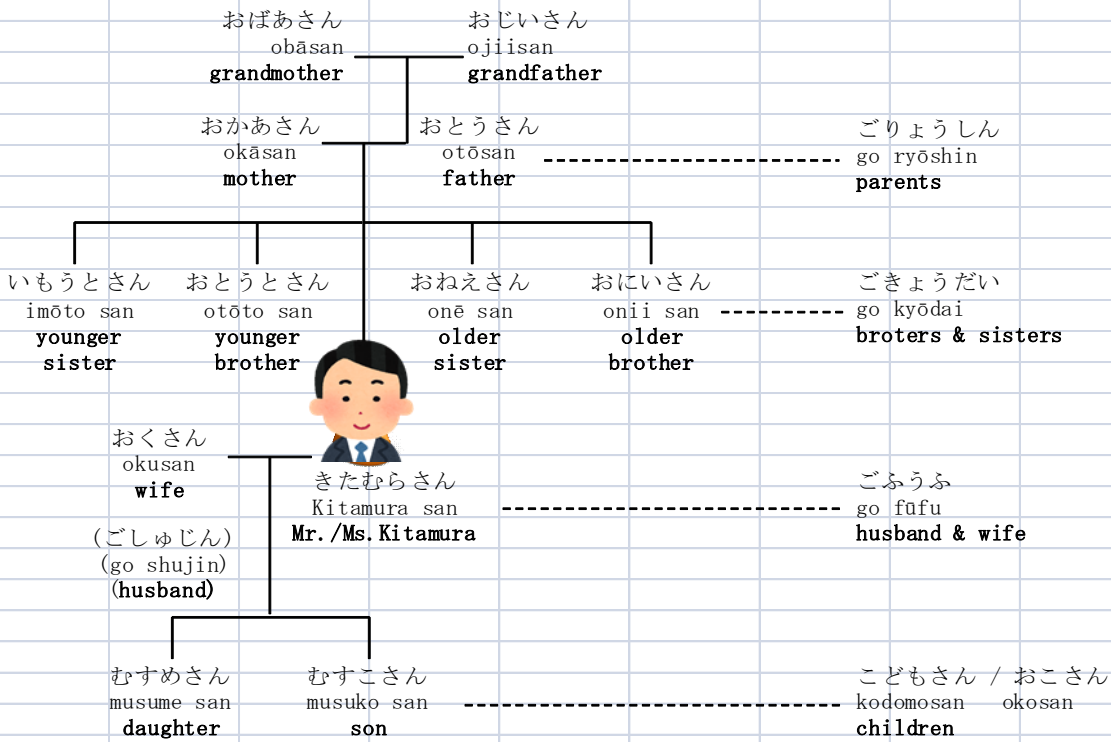 おばあさん
obāsan
grandmother
おじいさん
ojiisan
grandfather
おかあさん
okāsan
mother
おとうさん
otōsan
father
ごりょうしん
go ryōshin
parents
いもうとさん
imōto san
younger
sister
おとうとさん
otōto san
younger
brother
おねえさん
onē san
older
sister
おにいさん
onii san
older
brother
ごきょうだい
go kyōdai
broters & sisters
おくさん
okusan
wife
(ごしゅじん)
(go shujin)
(husband)
きたむらさん
Kitamura san
Mr./Ms.Kitamura
ごふうふ
go fūfu
husband & wife
むすめさん
musume san
daughter
むすこさん
musuko san
son
こどもさん / おこさん
kodomosan okosan
children